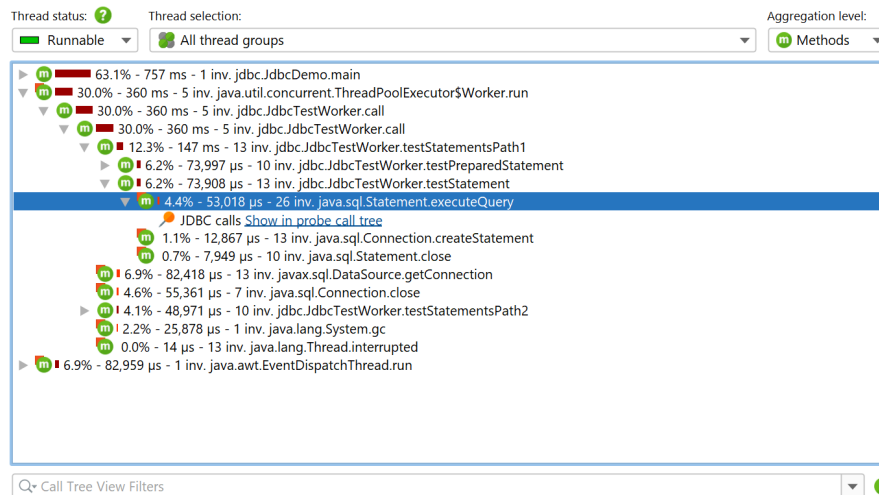 Thread status: ? Thread selection: Aggregation level:
Runnable All thread groups m Methods
m 63.1% - 757 ms - 1 inv. jdbc.JdbcDemo.main
m 30.0% - 360 ms - 5 inv. java.util.concurrent.ThreadPoolExecutor$Worker.run
m 30.0% - 360 ms - 5 inv. jdbc.JdbcTestWorker.call
m 30.0% - 360 ms - 5 inv. jdbc.JdbcTestWorker.call
m 12.3% - 147 ms - 13 inv. jdbc.JdbcTestWorker.testStatementsPath1
m 6.2% - 73,997 µs - 10 inv. jdbc.JdbcTestWorker.testPreparedStatement
m 6.2% - 73,908 µs - 13 inv. jdbc.JdbcTestWorker.testStatement
m 4.4% - 53,018 µs - 26 inv. java.sql.Statement.executeQuery
JDBC calls Show in probe call tree
m 1.1% - 12,867 µs - 13 inv. java.sql.Connection.createStatement
m 0.7% - 7,949 µs - 10 inv. java.sql.Statement.close
m 6.9% - 82,418 µs - 13 inv. javax.sql.DataSource.getConnection
m 4.6% - 55,361 µs - 7 inv. java.sql.Connection.close
m 4.1% - 48,971 µs - 10 inv. jdbc.JdbcTestWorker.testStatementsPath2
m 2.2% - 25,878 µs - 1 inv. java.lang.System.gc
m 0.0% - 14 µs - 13 inv. java.lang.Thread.interrupted
m 6.9% - 82,959 µs - 1 inv. java.awt.EventDispatchThread.run
Call Tree View Filters